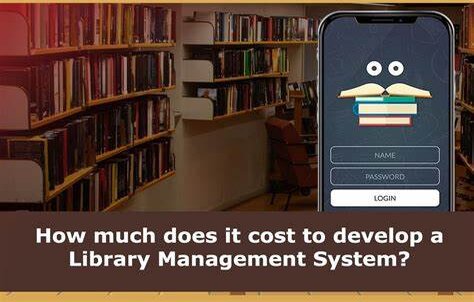 NAME
PASSWORD
LOGIN
How much does it cost to develop a
Library Management System?